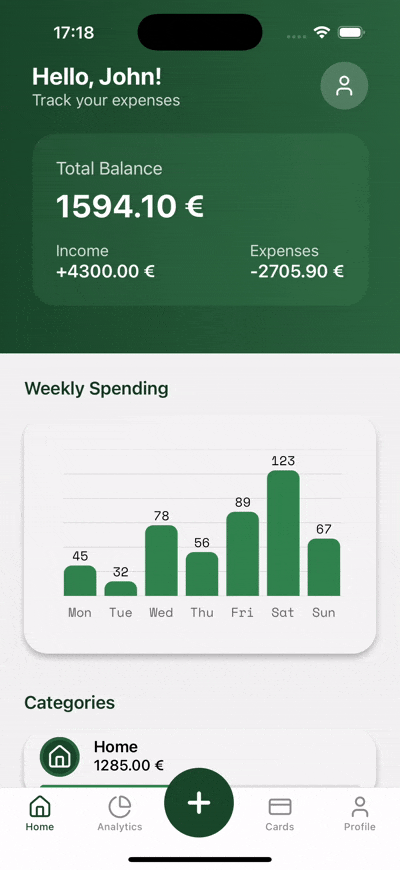 17:18
Hello, John!
Track your expenses
Total Balance
1594.10 €
Income Expenses
+4300.00 € -2705.90 €
Weekly Spending
45 32 78 56 89 123 67
Mon Tue Wed Thu Fri Sat Sun
Categories
Home
1285.00 €
Home Analytics Cards Profile